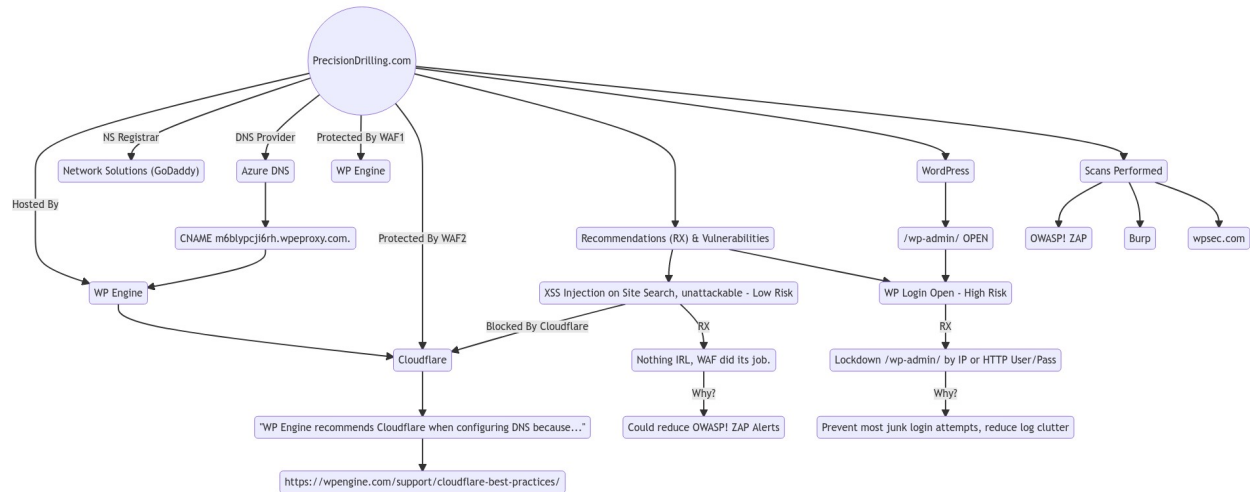 PrecisionDrilling.com
NS Registrar
DNS Provider
Protected By WAF1
Network Solutions (GoDaddy)
Azure DNS
WP Engine
WordPress
Scans Performed
Hosted By
CNAME m6blypcji6rh.wpeproxy.com.
Protected By WAF2
Recommendations (RX) & Vulnerabilities
/wp-admin/ OPEN
OWASP! ZAP
Burp
wpsec.com
WP Engine
XSS Injection on Site Search, unattackable - Low Risk
WP Login Open - High Risk
Blocked By Cloudflare
RX
RX
Cloudflare
Nothing IRL, WAF did its job.
Lockdown /wp-admin/ by IP or HTTP User/Pass
Why?
Why?
"WP Engine recommends Cloudflare when configuring DNS because..."
Could reduce OWASP! ZAP Alerts
Prevent most junk login attempts, reduce log clutter
https://wpengine.com/support/cloudflare-best-practices/